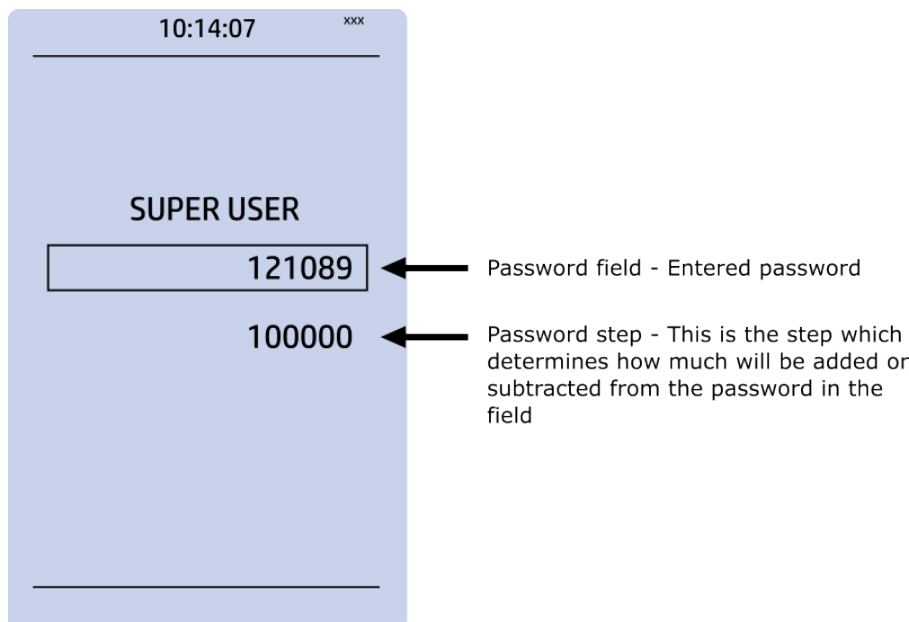 10:14:07 xxx
SUPER USER
121089
Password field - Entered password
100000
Password step - This is the step which
determines how much will be added or
subtracted from the password in the
field